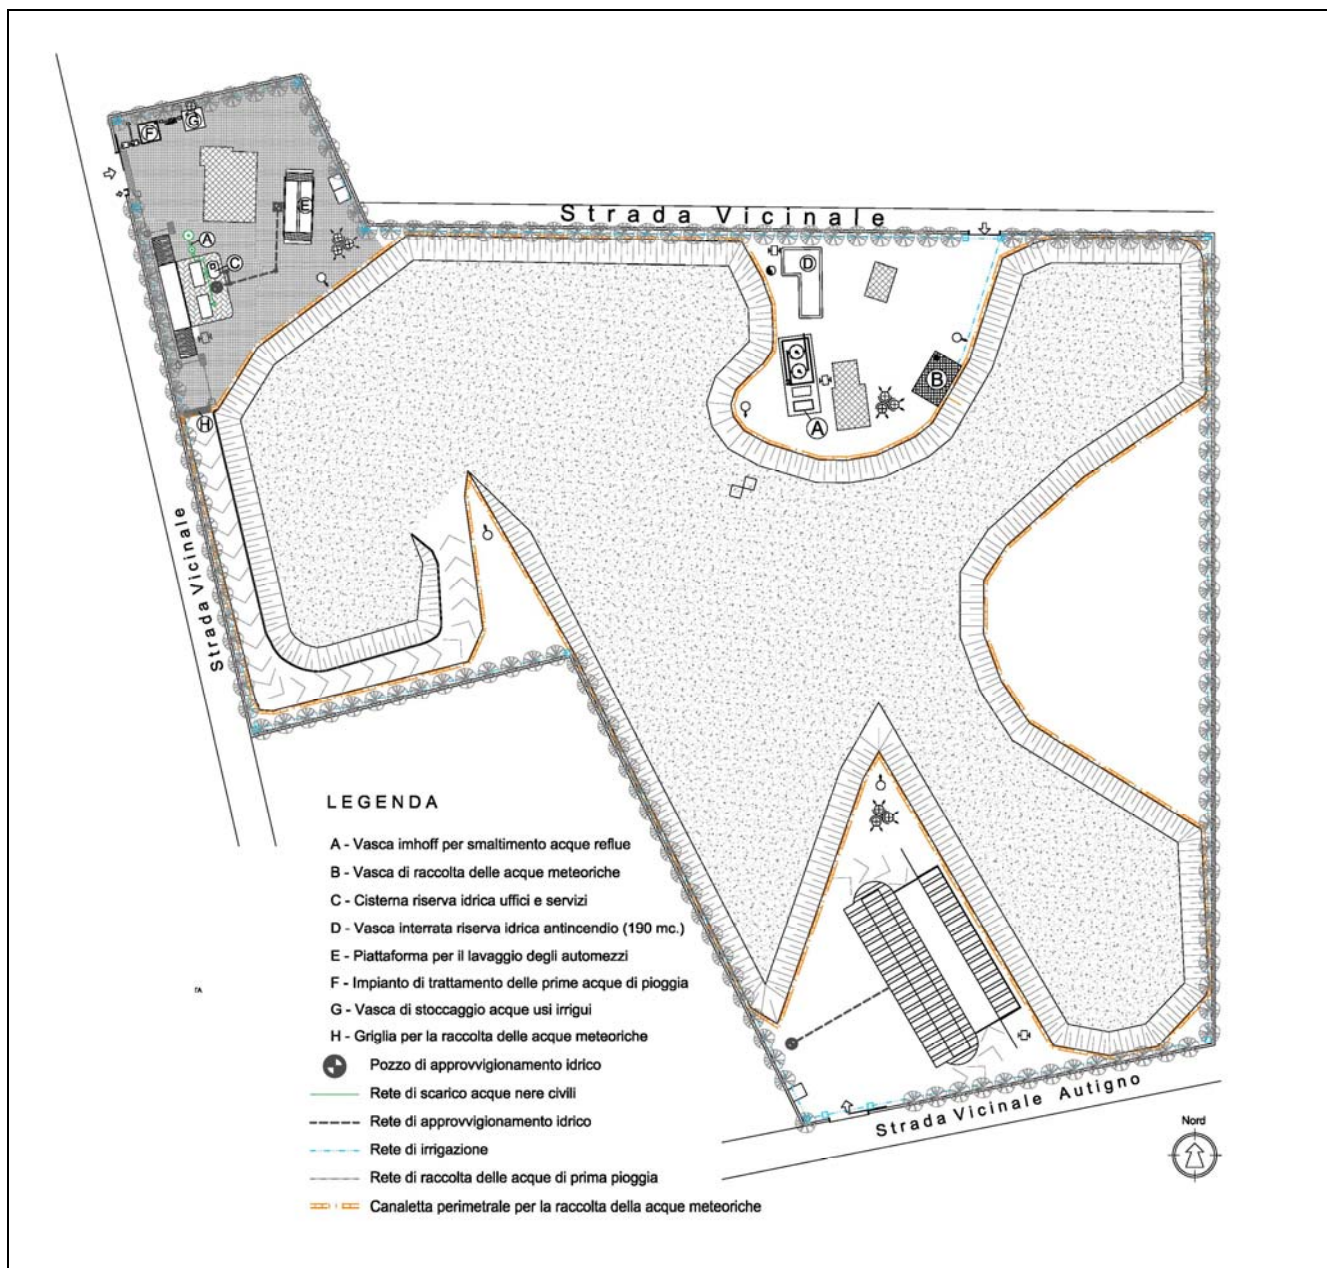 F
G
E
A
C
H
Strada Vicinale
D
B
A
Strada Vicinale
LEGENDA
A - Vasca imhoff per smaltimento acque reflue
B - Vasca di raccolta delle acque meteoriche
C - Cisterna riserva idrica uffici e servizi
D - Vasca interrata riserva idrica antincendio (190 mc.)
E - Piattaforma per il lavaggio degli automezzi
F - Impianto di trattamento delle prime acque di pioggia
G - Vasca di stoccaggio acque usi irrigui
H - Griglia per la raccolta delle acque meteoriche
Pozzo di approvvigionamento idrico
Rete di scarico acque nere civili
Rete di approvvigionamento idrico
Rete di irrigazione
Rete di raccolta delle acque di prima pioggia
Canaletta perimetrale per la raccolta della acque meteoriche
Strada Vicinale Autigno
Nord